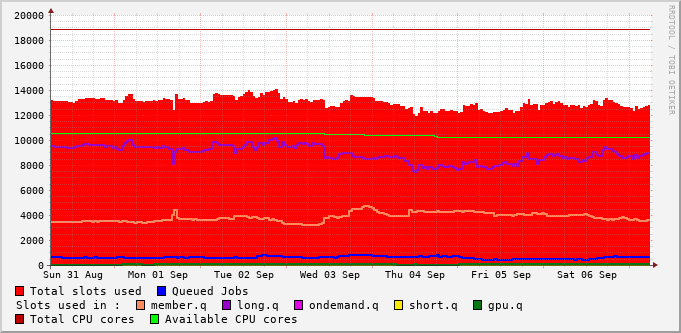 20000
18000
16000
14000
12000
10000
8000
6000
4000
2000
0
Sun 31 Aug Mon 01 Sep Tue 02 Sep Wed 03 Sep Thu 04 Sep Fri 05 Sep Sat 06 Sep
Total slots used Queued Jobs
Slots used in : member.q long.q ondemand.q short.q gpu.q
Total CPU cores Available CPU cores
RRDTOOL / TOBI OETIKER